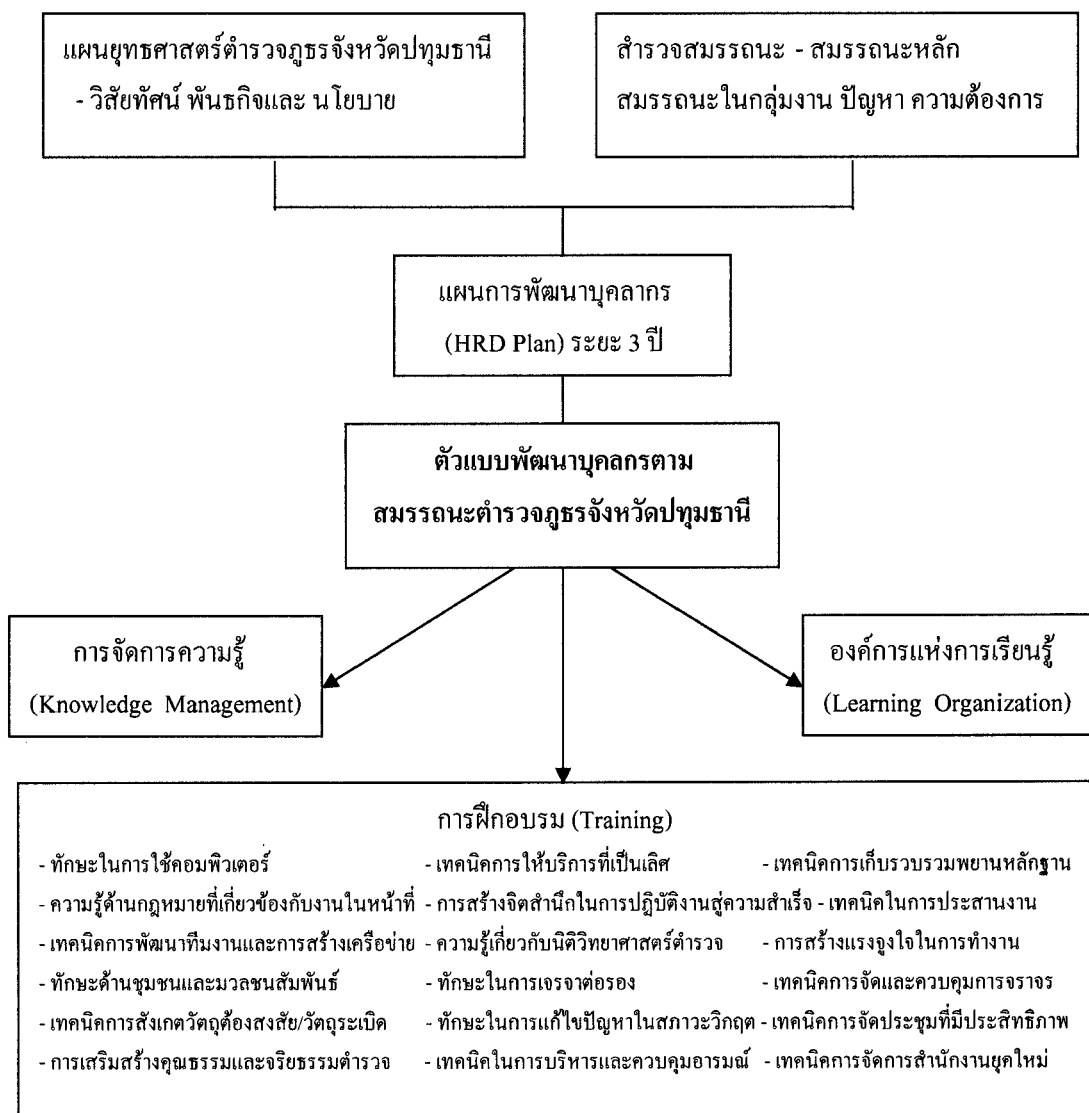 แผนยุทธศาสตร์ตำรวจภูธรจังหวัดปทุมธานี
- วิสัยทัศน์ พันธกิจและ นโยบาย
สำรวจสมรรถนะ - สมรรถนะหลัก
สมรรถนะในกลุ่มงาน ปัญหา ความต้องการ
แผนการพัฒนาบุคลากร
(HRD Plan) ระยะ 3 ปี
ตัวแบบพัฒนาบุคลกรตาม
สมรรถนะตำรวจภูธรจังหวัดปทุมธานี
การจัดการความรู้
(Knowledge Management)
องค์การแห่งการเรียนรู้
(Learning Organization)
การฝึกอบรม (Training)
- ทักษะในการใช้คอมพิวเตอร์ - เทคนิคการให้บริการที่เป็นเลิศ - เทคนิคการเก็บรวบรวมพยานหลักฐาน
- ความรู้ด้านกฎหมายที่เกี่ยวข้องกับงานในหน้าที่ - การสร้างจิตสำนึกในการปฏิบัติงานสู่ความสำเร็จ - เทคนิคในการประสานงาน
- เทคนิคการพัฒนาทีมงานและการสร้างเครือข่าย - ความรู้เกี่ยวกับนิติวิทยาศาสตร์ตำรวจ - การสร้างแรงจูงใจในการทำงาน
- ทักษะด้านชุมชนและมวลชนสัมพันธ์ - ทักษะในการเจรจาต่อรอง - เทคนิคการจัดและควบคุมการจราจร
- เทคนิคการสังเกตวัตถุต้องสงสัย/วัตถุระเบิด - ทักษะในการแก้ไขปัญหาในสภาวะวิกฤต - เทคนิคการจัดประชุมที่มีประสิทธิภาพ
- การเสริมสร้างคุณธรรมและจริยธรรมตำรวจ - เทคนิคในการบริหารและควบคุมอารมณ์ - เทคนิคการจัดการสำนักงานยุคใหม่